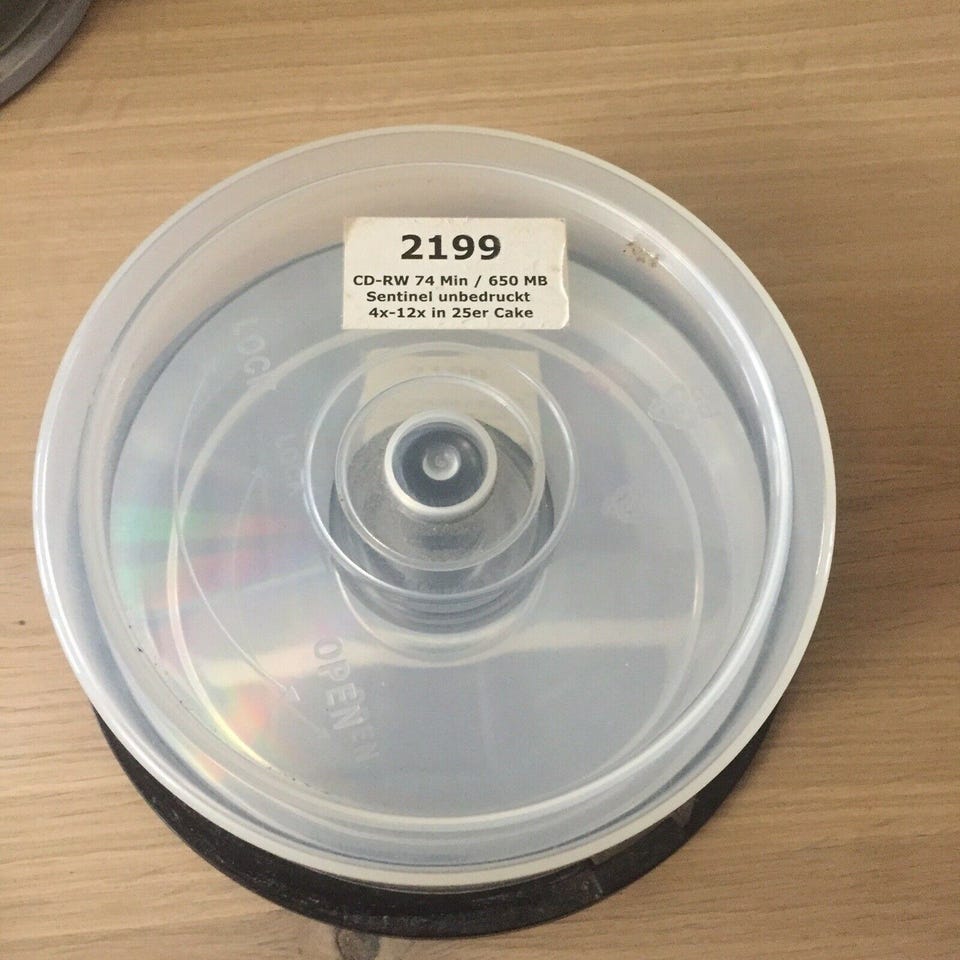 2199
CD-RW 74 Min / 650 MB
Sentinel unbedruckt
4x-12x in 25er Cake
LOCK
OPEN